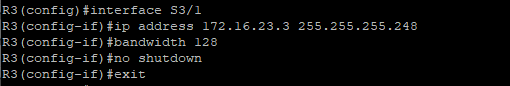 R3(config)#interface S3/1
R3(config-if)#ip address 172.16.23.3 255.255.255.248
R3(config-if)#bandwidth 128
R3(config-if)#no shutdown
R3(config-if)#exit